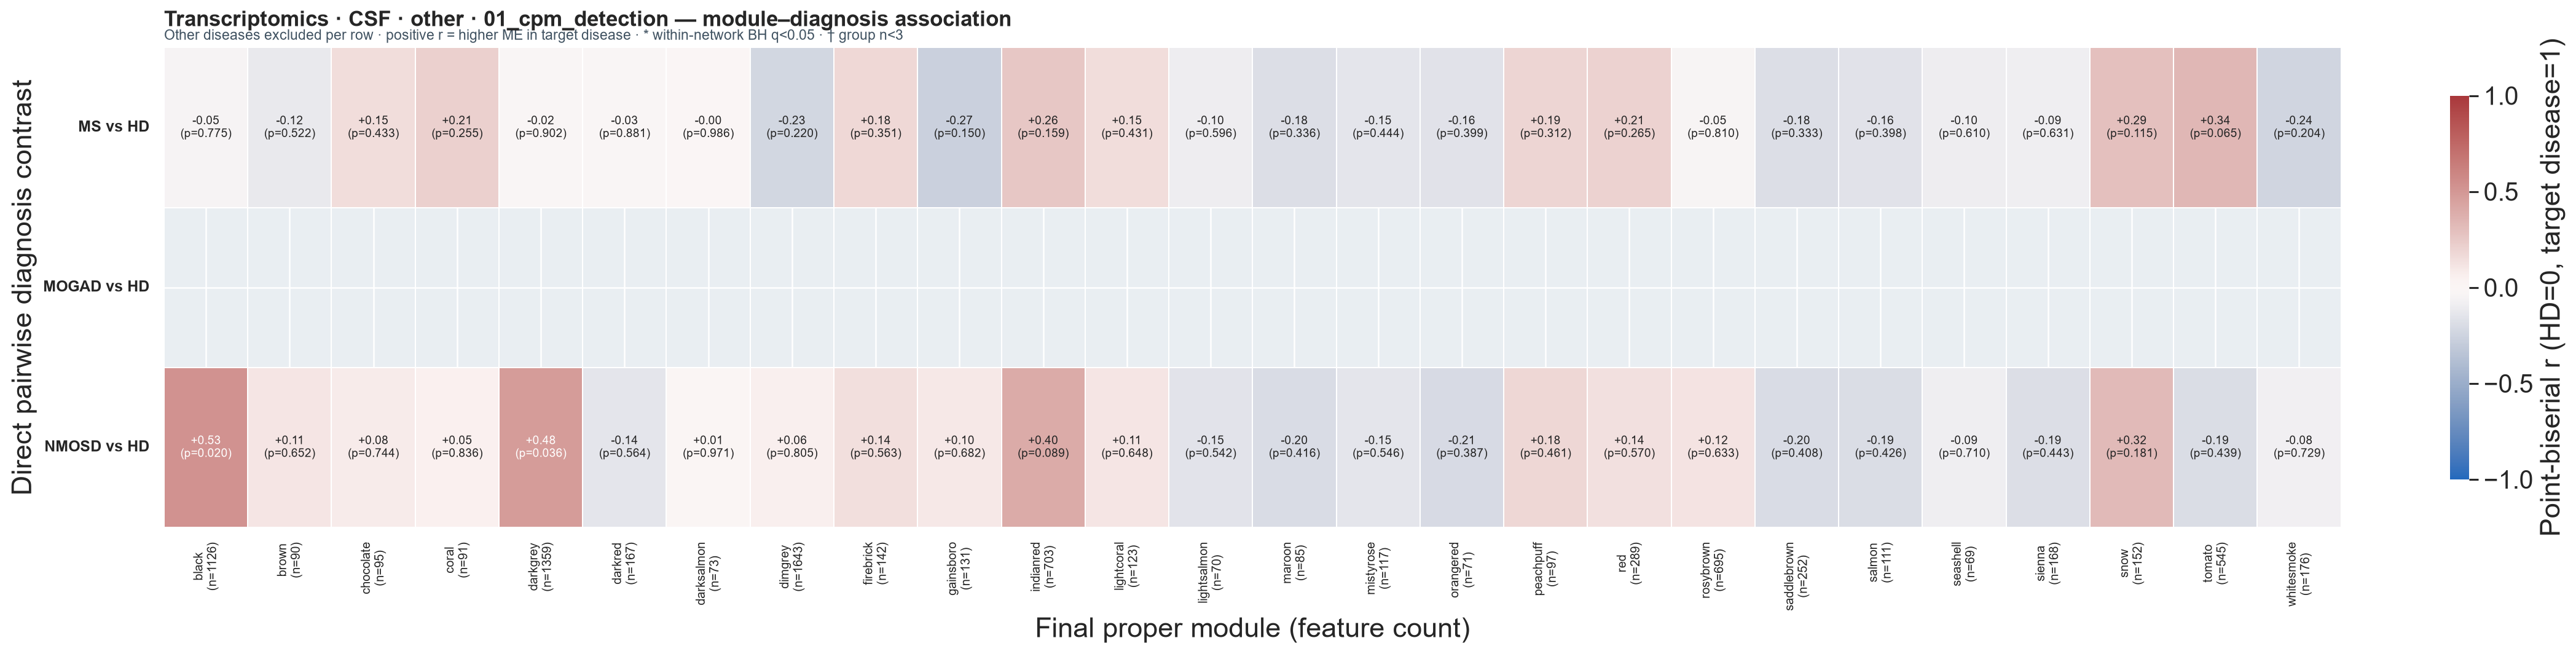 Transcriptomics · CSF · other · 01_cpm_detection — module–diagnosis association
Other diseases excluded per row · positive r = higher ME in target disease · * within-network BH q<0.05 · † group n<3
Direct pairwise diagnosis contrast
MS vs HD
-0.05 -0.12 +0.15 +0.21 -0.02 -0.03 -0.00 -0.23 +0.18 -0.27 +0.26 +0.15 -0.10 -0.18 -0.15 -0.16 +0.19 +0.21 -0.05 -0.18 -0.16 -0.10 -0.09 +0.29 +0.34 -0.24
(p=0.775) (p=0.522) (p=0.433) (p=0.255) (p=0.902) (p=0.881) (p=0.986) (p=0.220) (p=0.351) (p=0.150) (p=0.159) (p=0.431) (p=0.596) (p=0.336) (p=0.444) (p=0.399) (p=0.312) (p=0.265) (p=0.810) (p=0.333) (p=0.398) (p=0.610) (p=0.631) (p=0.115) (p=0.065) (p=0.204)
MOGAD vs HD
NMOSD vs HD
+0.53 +0.11 +0.08 +0.05 +0.48 -0.14 +0.01 +0.06 +0.14 +0.10 +0.40 +0.11 -0.15 -0.20 -0.15 -0.21 +0.18 +0.14 +0.12 -0.20 -0.19 -0.09 -0.19 +0.32 -0.19 -0.08
(p=0.020) (p=0.652) (p=0.744) (p=0.836) (p=0.036) (p=0.564) (p=0.971) (p=0.805) (p=0.563) (p=0.682) (p=0.089) (p=0.648) (p=0.542) (p=0.416) (p=0.546) (p=0.387) (p=0.461) (p=0.570) (p=0.633) (p=0.408) (p=0.426) (p=0.710) (p=0.443) (p=0.181) (p=0.439) (p=0.729)
black
(n=1126)
brown
(n=90)
chocolate
(n=95)
coral
(n=91)
darkgrey
(n=1359)
darkred
(n=167)
darksalmon
(n=73)
dimgrey
(n=1643)
firebrick
(n=142)
gainsboro
(n=131)
indianred
(n=703)
lightcoral
(n=123)
lightsalmon
(n=70)
maroon
(n=85)
mistyrose
(n=117)
orangered
(n=71)
peachpuff
(n=97)
red
(n=289)
rosybrown
(n=695)
saddlebrown
(n=252)
salmon
(n=111)
seashell
(n=69)
sienna
(n=168)
snow
(n=152)
tomato
(n=545)
whitesmoke
(n=176)
Final proper module (feature count)
1.0
0.5
0.0
−0.5
−1.0
Point-biserial r (HD=0, target disease=1)